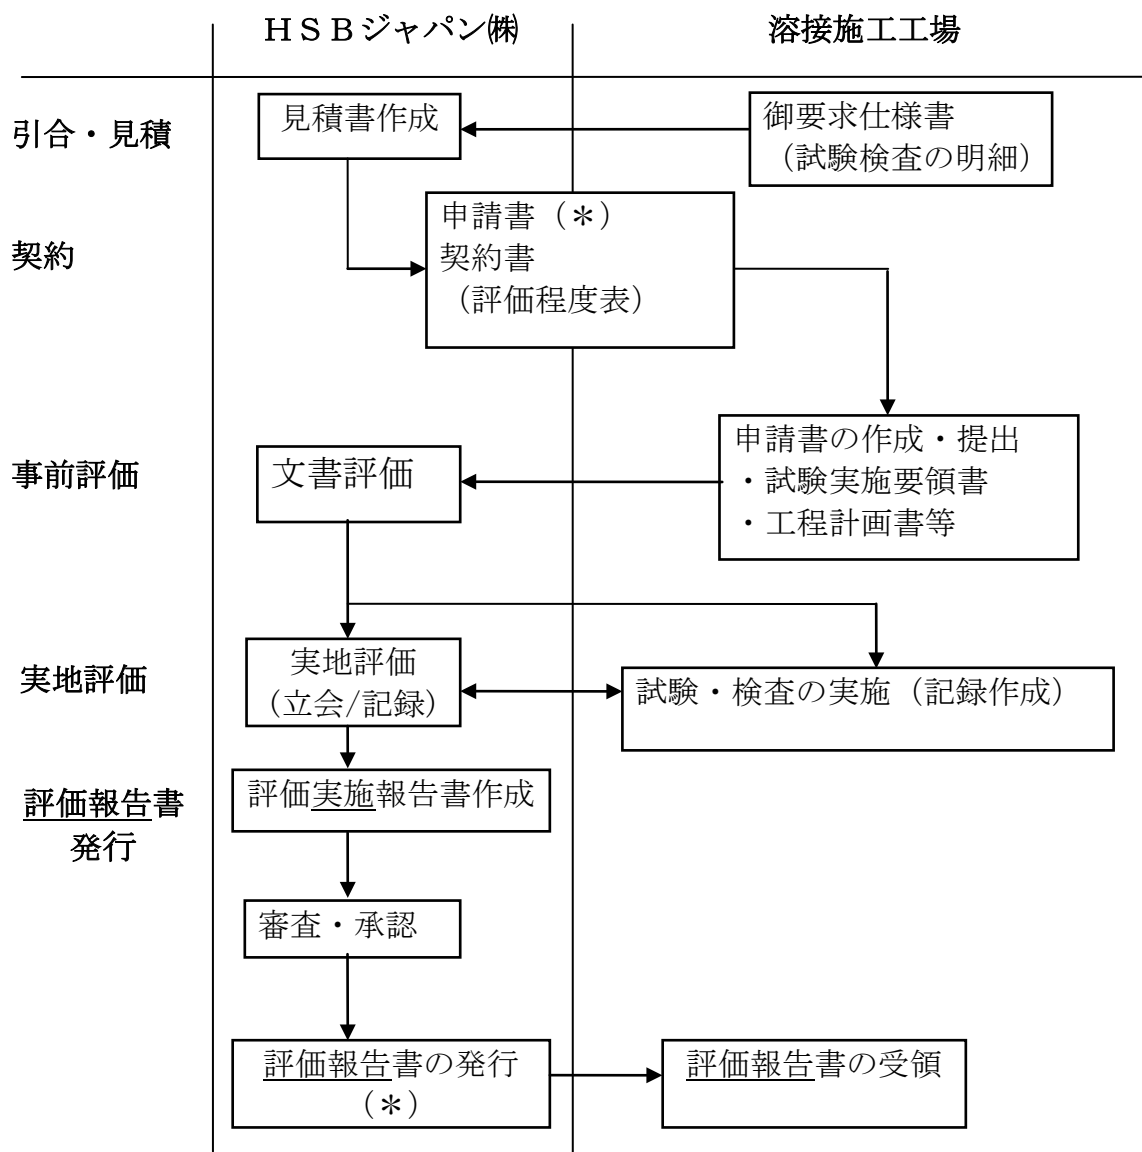 HSBジャパン㈱
溶接施工工場
引合・見積
見積書作成
御要求仕様書
(試験検査の明細)
契約
申請書(*)
契約書
(評価程度表)
事前評価
文書評価
申請書の作成・提出
・試験実施要領書
・工程計画書等
実地評価
実地評価
(立会/記録)
試験・検査の実施(記録作成)
評価報告書
発行
評価実施報告書作成
審査・承認
評価報告書の発行
(*)
評価報告書の受領